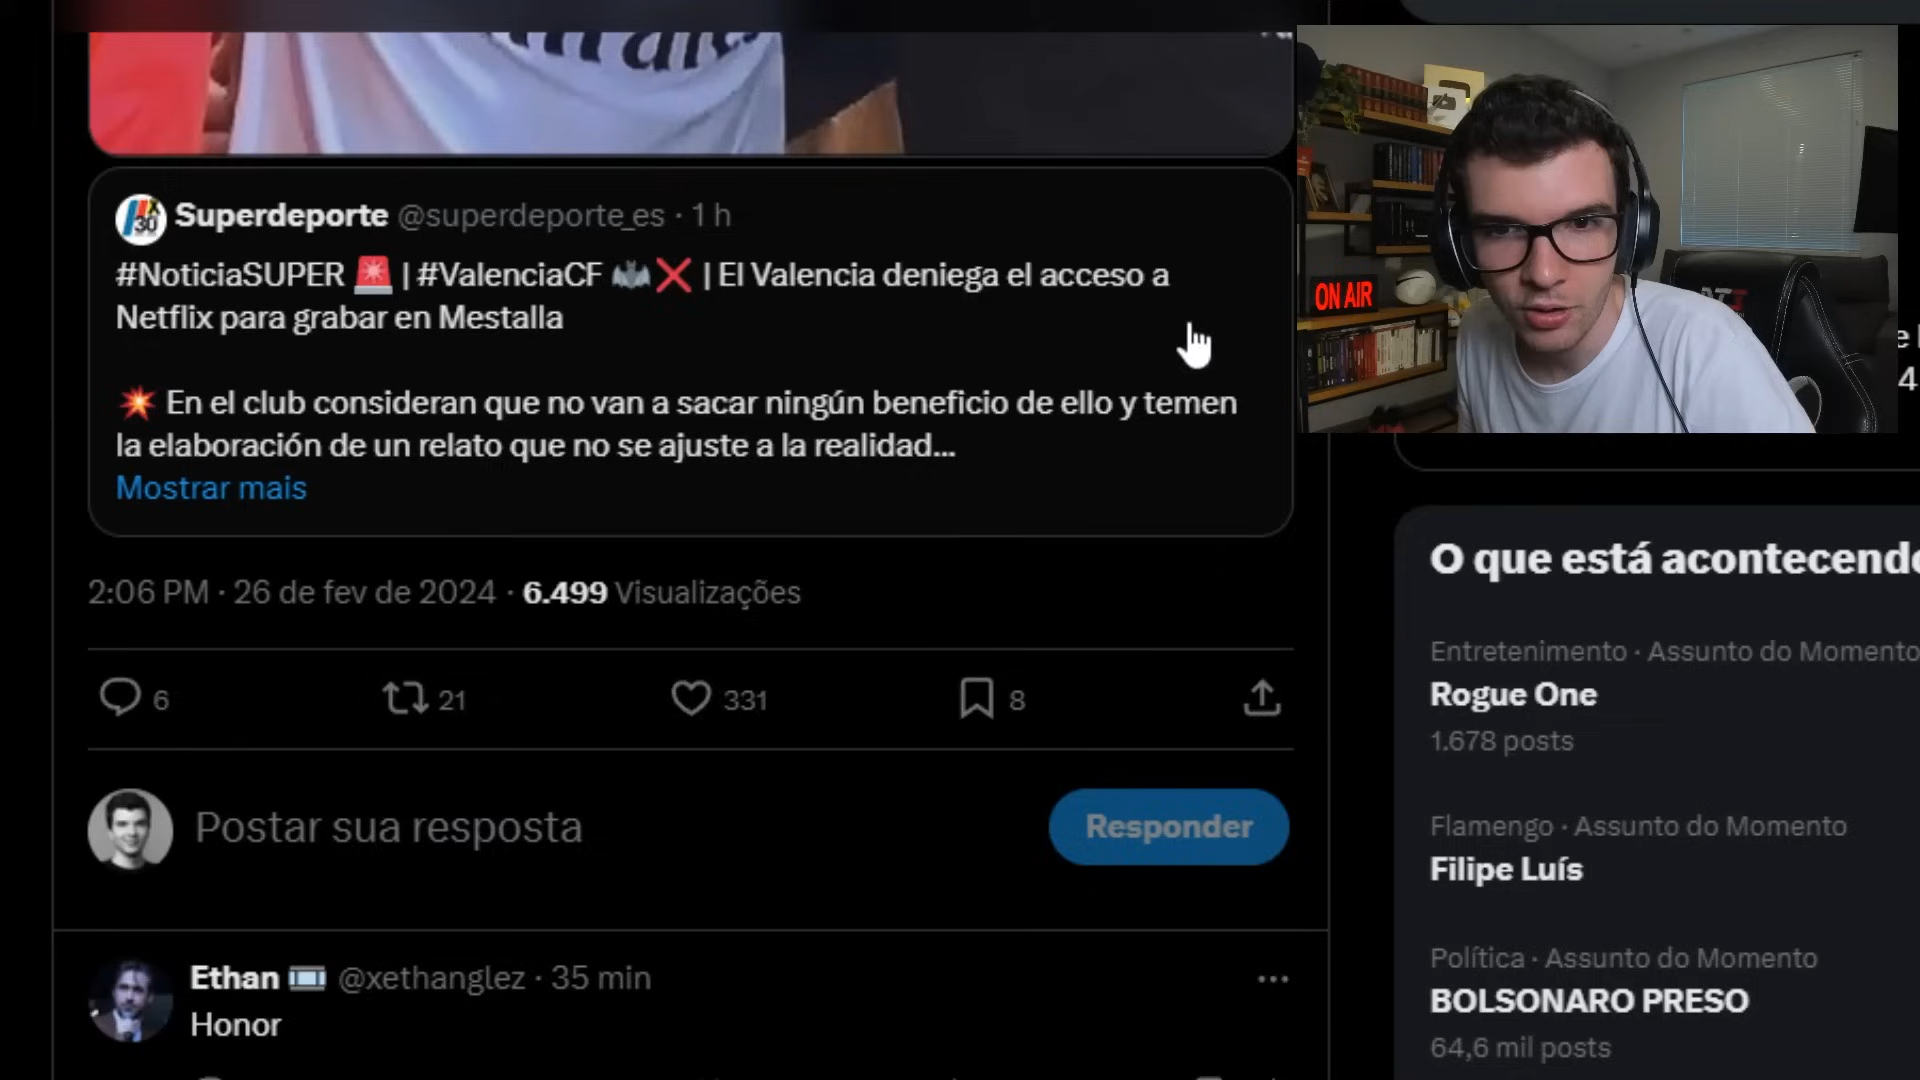 Superdeporte @superdeporte_es · 1 h
#NoticiaSUPER 🚨 | #ValenciaCF 🦇❌ | El Valencia deniega el acceso a
Netflix para grabar en Mestalla
💥 En el club consideran que no van a sacar ningún beneficio de ello y temen
la elaboración de un relato que no se ajuste a la realidad...
Mostrar mais
2:06 PM · 26 de fev de 2024 · 6.499 Visualizações
6 21 331 8
Postar sua resposta
Responder
Ethan @xethanglez · 35 min
Honor
ON AIR
O que está acontecendo
Entretenimento · Assunto do Momento
Rogue One
1.678 posts
Flamengo · Assunto do Momento
Filipe Luís
Política · Assunto do Momento
BOLSONARO PRESO
64,6 mil posts